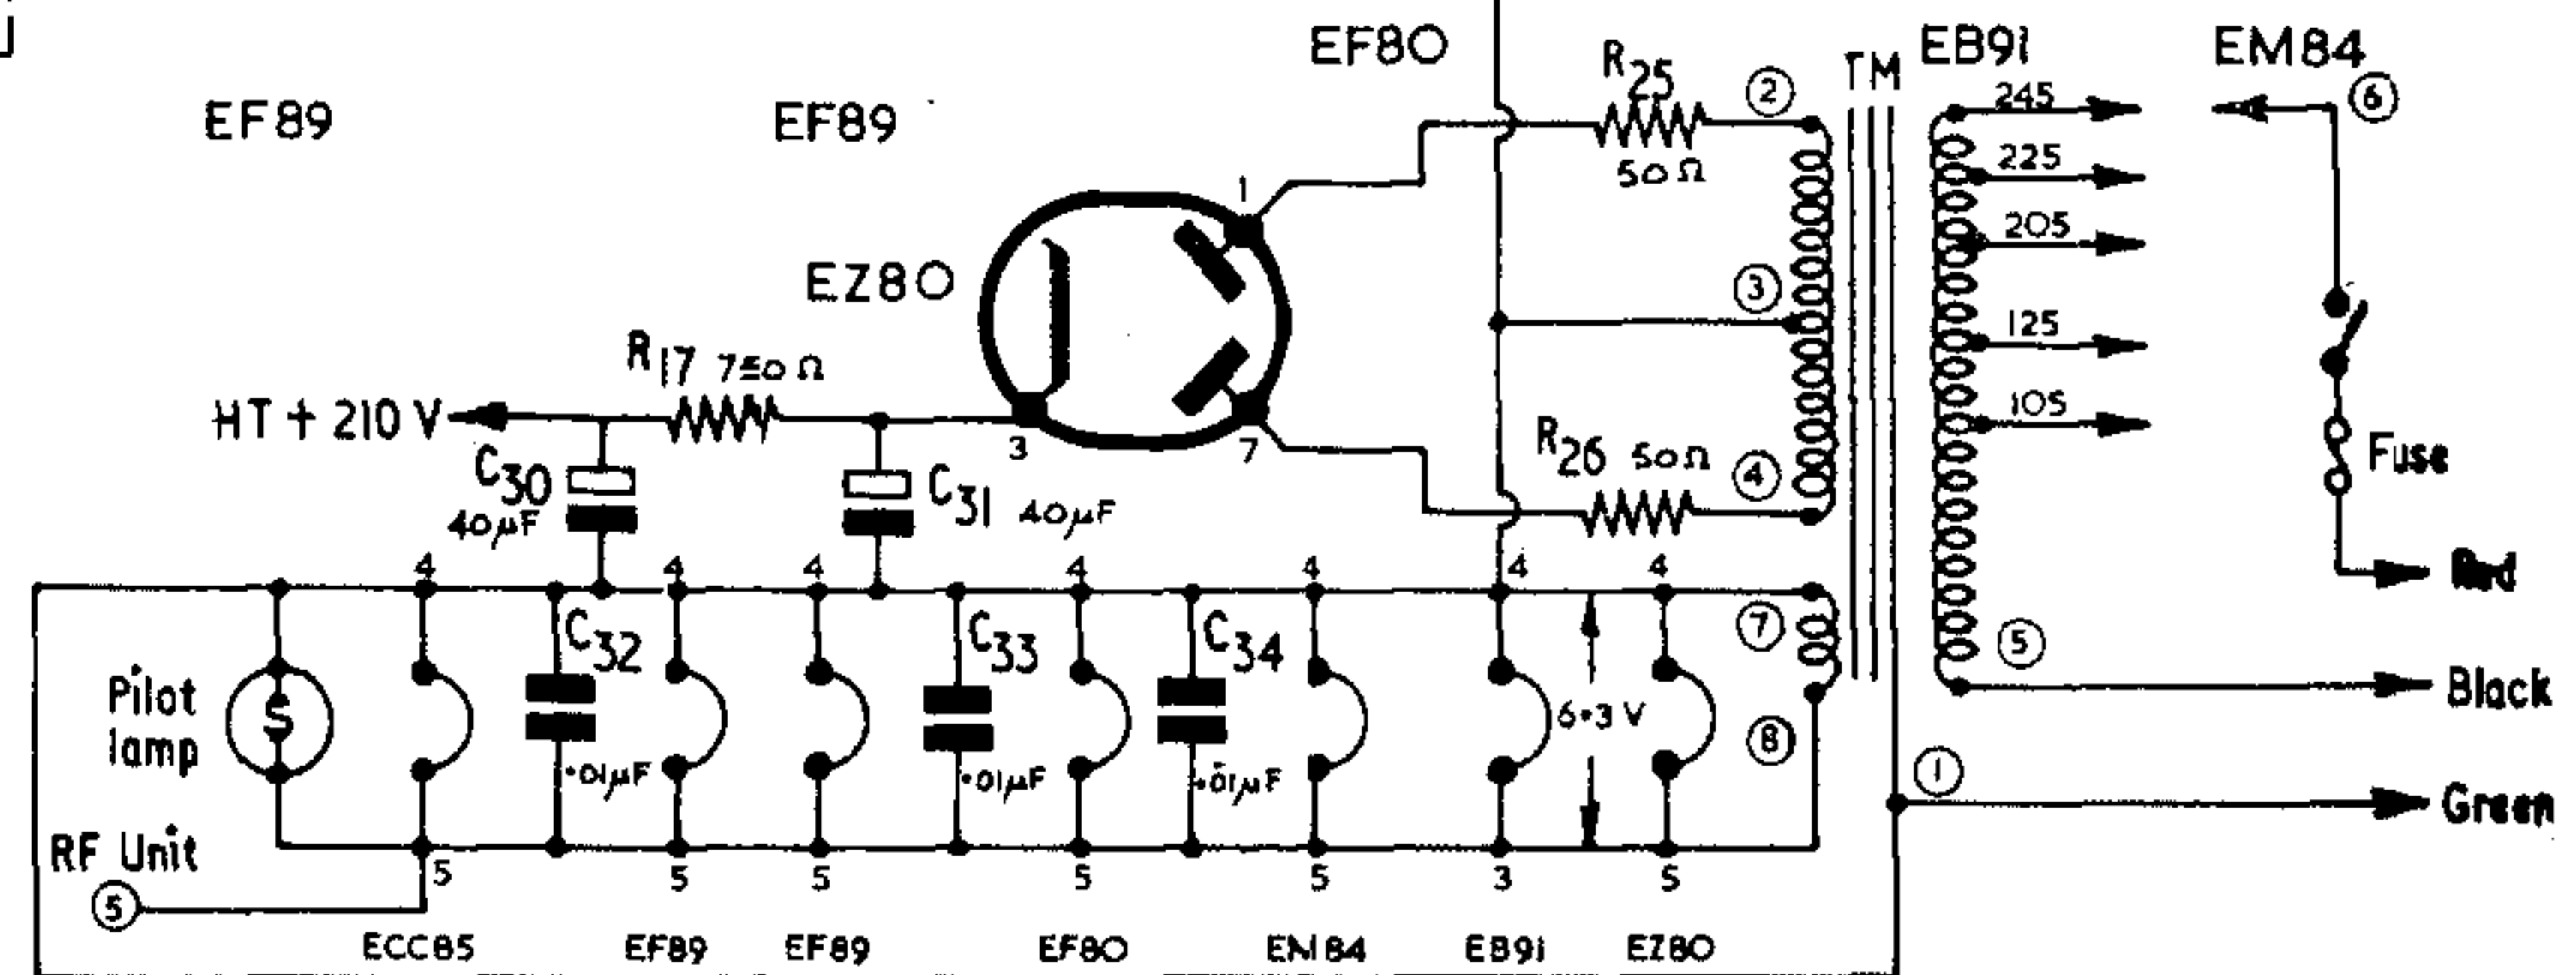 EF89
EF89
EF80
R25
50Ω
2
TM
EB91
EM84
6
245
225
205
125
105
EZ80
1
3
7
3
R17 750Ω
HT + 210 V
C30
40µF
C31 40µF
R26 50Ω
4
Fuse
Red
4
4
4
4
4
4
4
7
5
Black
Pilot
lamp
S
C32
.01µF
C33
.01µF
C34
.01µF
6.3 V
8
1
Green
RF Unit
5
5
5
5
5
5
3
5
ECC85
EF89
EF89
EF80
EM84
EB91
EZ80